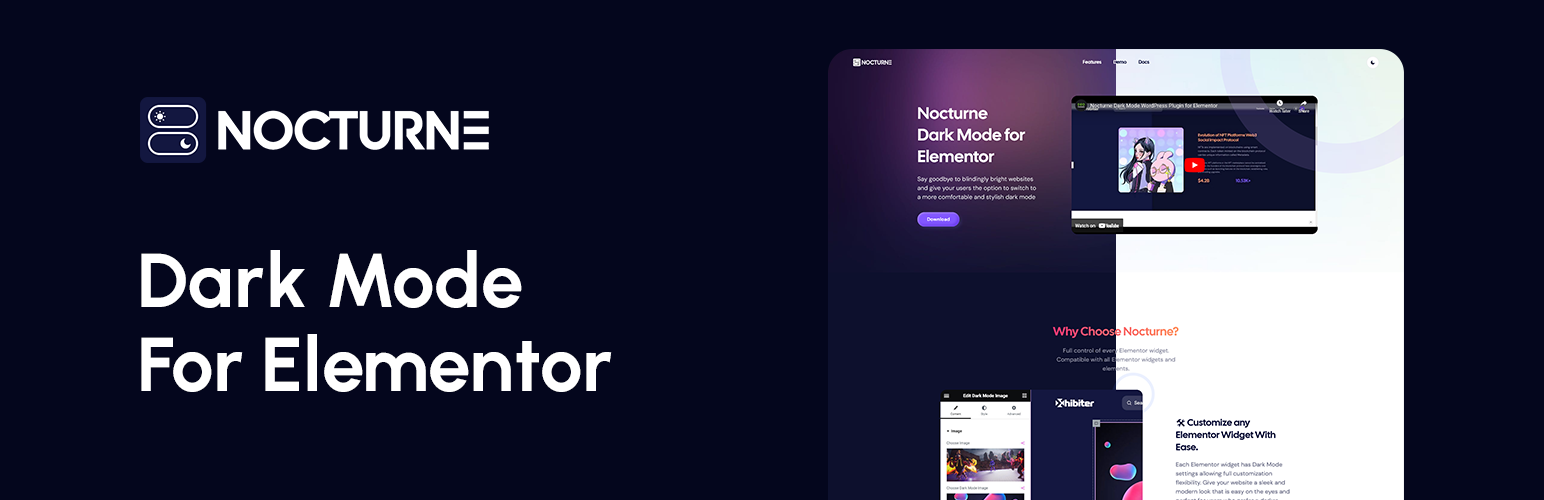 NOCTURNE
Dark Mode
For Elementor
NOCTURNE
Features
Demo
Docs
Nocturne
Dark Mode for
Elementor
Say goodbye to blindingly bright websites
and give your users the option to switch to
a more comfortable and stylish dark mode
Download
Nocturne Dark Mode WordPress Plugin for Elementor
Watch later
Share
Evolution of NFT Platforms Web3
Social Impact Protocol
$4.2B
10.53K+
Watch on
YouTube
Why Choose Nocturne?
Full control of every Elementor widget.
Compatible with all Elementor widgets and
elements.
Edit Dark Mode Image
Content
Style
Advanced
Image
Choose Image
Choose Dark Mode Image
Xhibiter
Sea
🛠 Customize any
Elementor Widget With
Ease.
Each Elementor widget has Dark Mode
settings allowing full customization
flexibility. Give your website a sleek and
modern look that is easy on the eyes and